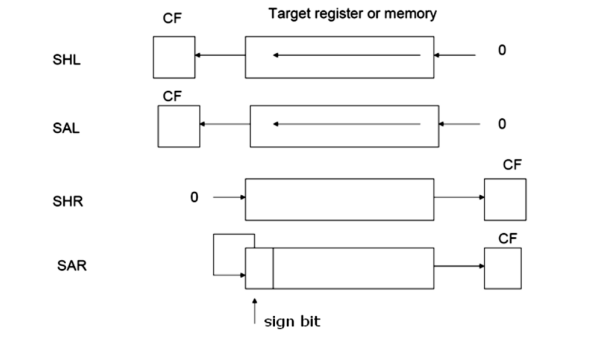 CF Target register or memory
SHL 0
CF
SAL 0
CF
SHR 0
CF
SAR
sign bit